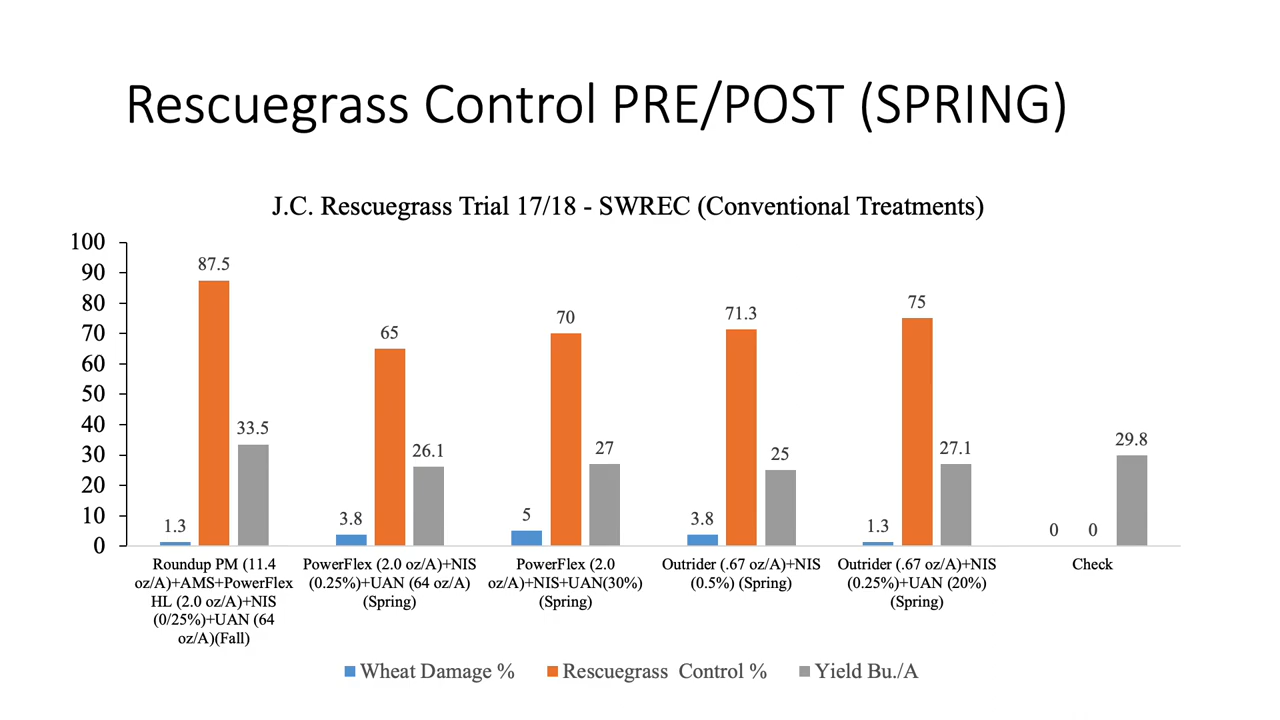 Rescuegrass Control PRE/POST (SPRING)
J.C. Rescuegrass Trial 17/18 - SWREC (Conventional Treatments)
100
90
80
70
60
50
40
30
20
10
0
1.3
87.5
33.5
3.8
65
26.1
5
70
27
3.8
71.3
25
1.3
75
27.1
0
0
29.8
Roundup PM (11.4
oz/A)+AMS+PowerFlex
HL (2.0 oz/A)+NIS
(0/25%)+UAN (64
oz/A)(Fall)
PowerFlex (2.0 oz/A)+NIS
(0.25%)+UAN (64 oz/A)
(Spring)
PowerFlex (2.0
oz/A)+NIS+UAN(30%)
(Spring)
Outrider (.67 oz/A)+NIS
(0.5%) (Spring)
Outrider (.67 oz/A)+NIS
(0.25%)+UAN (20%)
(Spring)
Check
Wheat Damage %
Rescuegrass Control %
Yield Bu./A